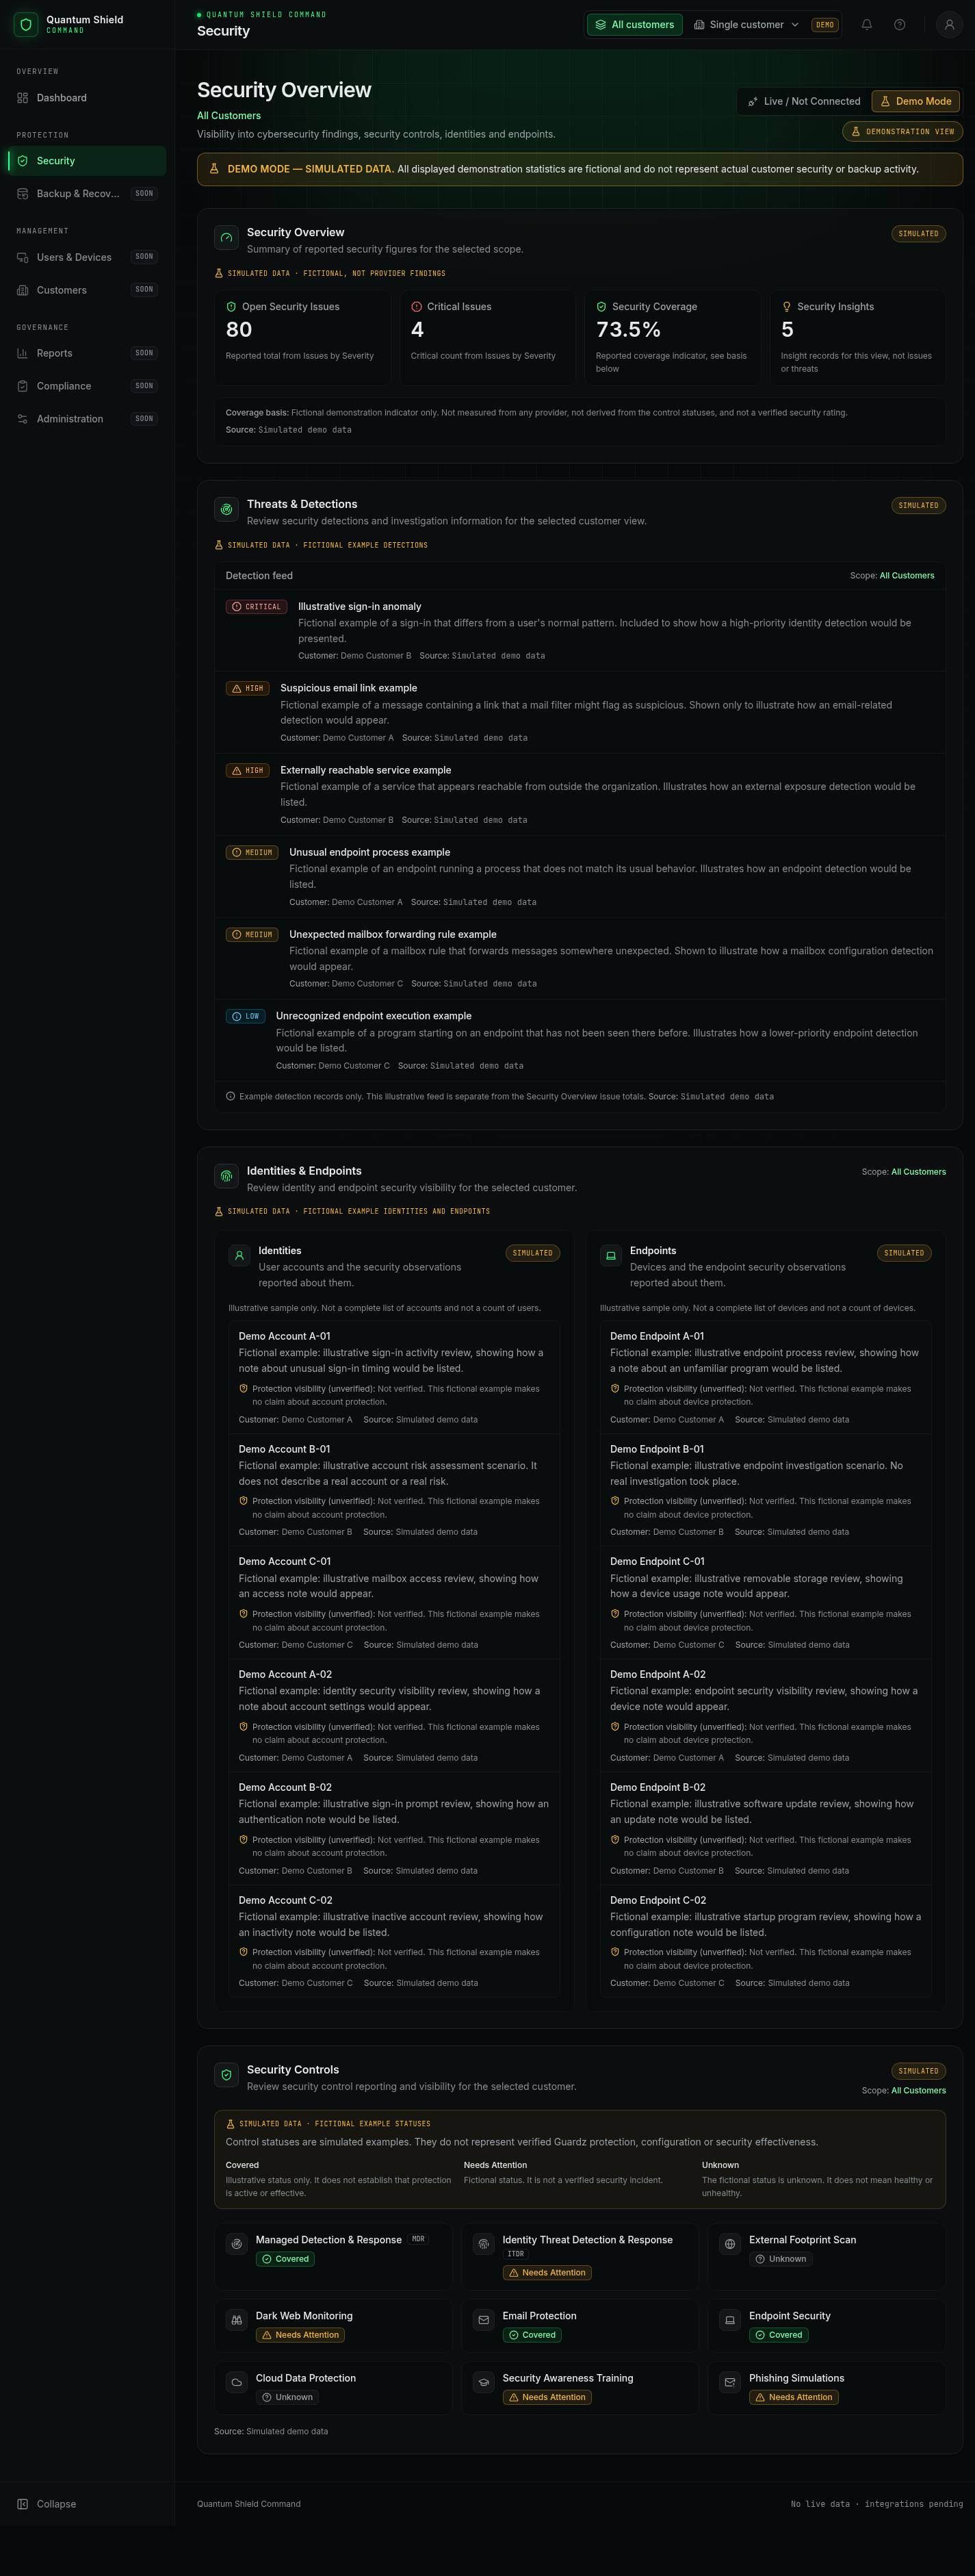 Quantum Shield
COMMAND
OVERVIEW
Dashboard
PROTECTION
Security
Backup & Recov... SOON
MANAGEMENT
Users & Devices SOON
Customers SOON
GOVERNANCE
Reports SOON
Compliance SOON
Administration SOON
Collapse
QUANTUM SHIELD COMMAND
Security
All customers Single customer DEMO
Security Overview
All Customers
Visibility into cybersecurity findings, security controls, identities and endpoints.
Live / Not Connected Demo Mode
DEMONSTRATION VIEW
DEMO MODE — SIMULATED DATA. All displayed demonstration statistics are fictional and do not represent actual customer security or backup activity.
Security Overview
Summary of reported security figures for the selected scope.
SIMULATED
SIMULATED DATA · FICTIONAL, NOT PROVIDER FINDINGS
Open Security Issues
80
Reported total from Issues by Severity
Critical Issues
4
Critical count from Issues by Severity
Security Coverage
73.5%
Reported coverage indicator, see basis
below
Security Insights
5
Insight records for this view, not issues
or threats
Coverage basis: Fictional demonstration indicator only. Not measured from any provider, not derived from the control statuses, and not a verified security rating.
Source: Simulated demo data
Threats & Detections
Review security detections and investigation information for the selected customer view.
SIMULATED
SIMULATED DATA · FICTIONAL EXAMPLE DETECTIONS
Detection feed
Scope: All Customers
CRITICAL
Illustrative sign-in anomaly
Fictional example of a sign-in that differs from a user's normal pattern. Included to show how a high-priority identity detection would be
presented.
Customer: Demo Customer B Source: Simulated demo data
HIGH
Suspicious email link example
Fictional example of a message containing a link that a mail filter might flag as suspicious. Shown only to illustrate how an email-related
detection would appear.
Customer: Demo Customer A Source: Simulated demo data
HIGH
Externally reachable service example
Fictional example of a service that appears reachable from outside the organization. Illustrates how an external exposure detection would be
listed.
Customer: Demo Customer B Source: Simulated demo data
MEDIUM
Unusual endpoint process example
Fictional example of an endpoint running a process that does not match its usual behavior. Illustrates how an endpoint detection would be
listed.
Customer: Demo Customer A Source: Simulated demo data
MEDIUM
Unexpected mailbox forwarding rule example
Fictional example of a mailbox rule that forwards messages somewhere unexpected. Shown to illustrate how a mailbox configuration detection
would appear.
Customer: Demo Customer C Source: Simulated demo data
LOW
Unrecognized endpoint execution example
Fictional example of a program starting on an endpoint that has not been seen there before. Illustrates how a lower-priority endpoint detection
would be listed.
Customer: Demo Customer C Source: Simulated demo data
Example detection records only. This illustrative feed is separate from the Security Overview issue totals. Source: Simulated demo data
Identities & Endpoints
Review identity and endpoint security visibility for the selected customer.
Scope: All Customers
SIMULATED DATA · FICTIONAL EXAMPLE IDENTITIES AND ENDPOINTS
Identities
User accounts and the security observations
reported about them.
SIMULATED
Illustrative sample only. Not a complete list of accounts and not a count of users.
Demo Account A-01
Fictional example: illustrative sign-in activity review, showing how a
note about unusual sign-in timing would be listed.
Protection visibility (unverified): Not verified. This fictional example makes
no claim about account protection.
Customer: Demo Customer A Source: Simulated demo data
Demo Account B-01
Fictional example: illustrative account risk assessment scenario. It
does not describe a real account or a real risk.
Protection visibility (unverified): Not verified. This fictional example makes
no claim about account protection.
Customer: Demo Customer B Source: Simulated demo data
Demo Account C-01
Fictional example: illustrative mailbox access review, showing how
an access note would appear.
Protection visibility (unverified): Not verified. This fictional example makes
no claim about account protection.
Customer: Demo Customer C Source: Simulated demo data
Demo Account A-02
Fictional example: identity security visibility review, showing how a
note about account settings would appear.
Protection visibility (unverified): Not verified. This fictional example makes
no claim about account protection.
Customer: Demo Customer A Source: Simulated demo data
Demo Account B-02
Fictional example: illustrative sign-in prompt review, showing how an
authentication note would be listed.
Protection visibility (unverified): Not verified. This fictional example makes
no claim about account protection.
Customer: Demo Customer B Source: Simulated demo data
Demo Account C-02
Fictional example: illustrative inactive account review, showing how
an inactivity note would be listed.
Protection visibility (unverified): Not verified. This fictional example makes
no claim about account protection.
Customer: Demo Customer C Source: Simulated demo data
Endpoints
Devices and the endpoint security observations
reported about them.
SIMULATED
Illustrative sample only. Not a complete list of devices and not a count of devices.
Demo Endpoint A-01
Fictional example: illustrative endpoint process review, showing how
a note about an unfamiliar program would be listed.
Protection visibility (unverified): Not verified. This fictional example makes
no claim about device protection.
Customer: Demo Customer A Source: Simulated demo data
Demo Endpoint B-01
Fictional example: illustrative endpoint investigation scenario. No
real investigation took place.
Protection visibility (unverified): Not verified. This fictional example makes
no claim about device protection.
Customer: Demo Customer B Source: Simulated demo data
Demo Endpoint C-01
Fictional example: illustrative removable storage review, showing
how a device usage note would appear.
Protection visibility (unverified): Not verified. This fictional example makes
no claim about device protection.
Customer: Demo Customer C Source: Simulated demo data
Demo Endpoint A-02
Fictional example: endpoint security visibility review, showing how a
device note would appear.
Protection visibility (unverified): Not verified. This fictional example makes
no claim about device protection.
Customer: Demo Customer A Source: Simulated demo data
Demo Endpoint B-02
Fictional example: illustrative software update review, showing how
an update note would be listed.
Protection visibility (unverified): Not verified. This fictional example makes
no claim about device protection.
Customer: Demo Customer B Source: Simulated demo data
Demo Endpoint C-02
Fictional example: illustrative startup program review, showing how a
configuration note would be listed.
Protection visibility (unverified): Not verified. This fictional example makes
no claim about device protection.
Customer: Demo Customer C Source: Simulated demo data
Security Controls
Review security control reporting and visibility for the selected customer.
SIMULATED
Scope: All Customers
SIMULATED DATA · FICTIONAL EXAMPLE STATUSES
Control statuses are simulated examples. They do not represent verified Guardz protection, configuration or security effectiveness.
Covered
Illustrative status only. It does not establish that protection
is active or effective.
Needs Attention
Fictional status. It is not a verified security incident.
Unknown
The fictional status is unknown. It does not mean healthy or
unhealthy.
Managed Detection & Response MDR
Covered
Identity Threat Detection & Response
ITDR
Needs Attention
External Footprint Scan
Unknown
Dark Web Monitoring
Needs Attention
Email Protection
Covered
Endpoint Security
Covered
Cloud Data Protection
Unknown
Security Awareness Training
Needs Attention
Phishing Simulations
Needs Attention
Source: Simulated demo data
Quantum Shield Command
No live data · integrations pending